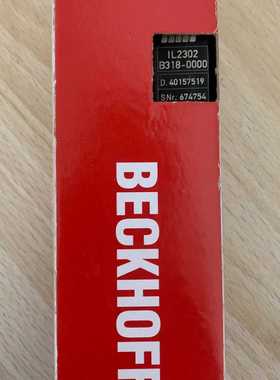 IL2302
B318-0000
D. 40157519
SNr. 674754
BECKHOFF